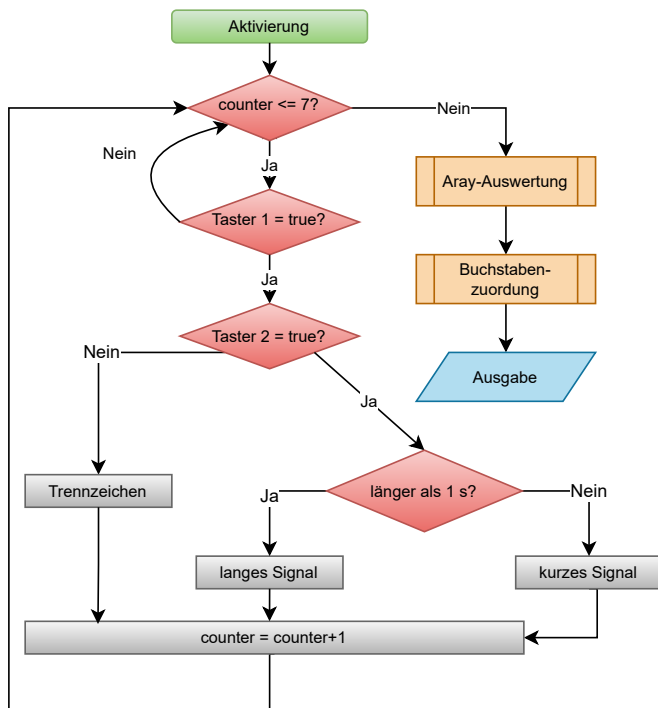 Aktivierung
counter <= 7?
Nein
Nein
Ja
Aray-Auswertung
Taster 1 = true?
Ja
Buchstaben-
zuordnung
Taster 2 = true?
Nein
Ausgabe
Ja
Trennzeichen
länger als 1 s?
Ja
Nein
langes Signal
kurzes Signal
counter = counter+1